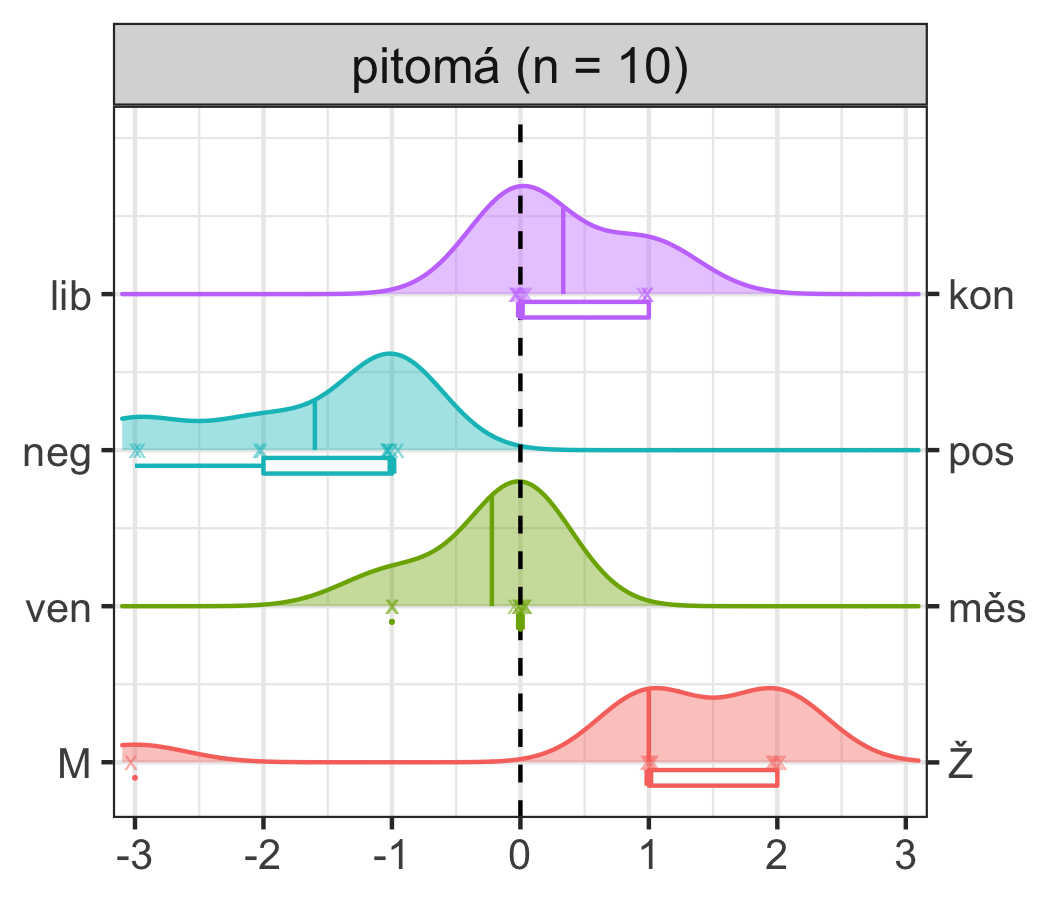 pitomá (n = 10)
lib kon
neg pos
ven měs
M Ž
-3 -2 -1 0 1 2 3